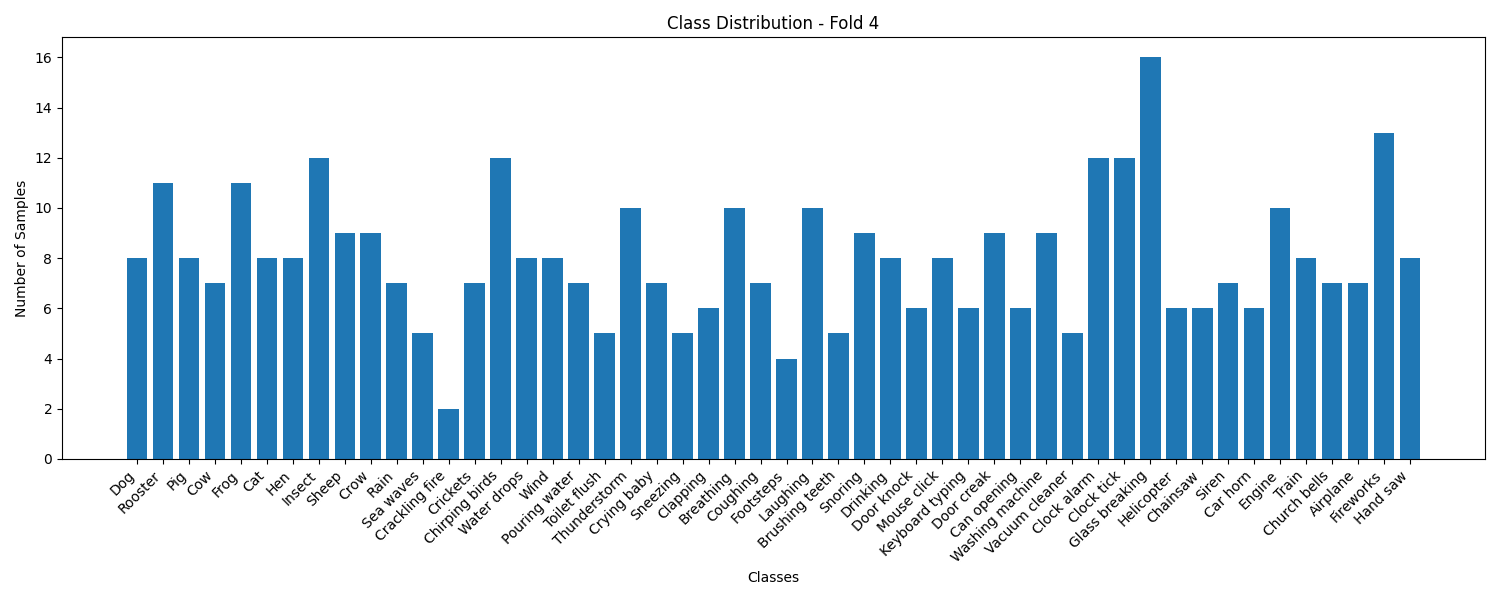 Class Distribution - Fold 4
Number of Samples
16
14
12
10
8
6
4
2
0
Dog
Rooster
Pig
Cow
Frog
Cat
Hen
Insect
Sheep
Crow
Rain
Sea waves
Crackling fire
Crickets
Chirping birds
Water drops
Wind
Pouring water
Toilet flush
Thunderstorm
Crying baby
Sneezing
Clapping
Breathing
Coughing
Footsteps
Laughing
Brushing teeth
Snoring
Drinking
Door knock
Mouse click
Keyboard typing
Door creak
Can opening
Washing machine
Vacuum cleaner
Clock alarm
Clock tick
Glass breaking
Helicopter
Chainsaw
Siren
Car horn
Engine
Train
Church bells
Airplane
Fireworks
Hand saw
Classes